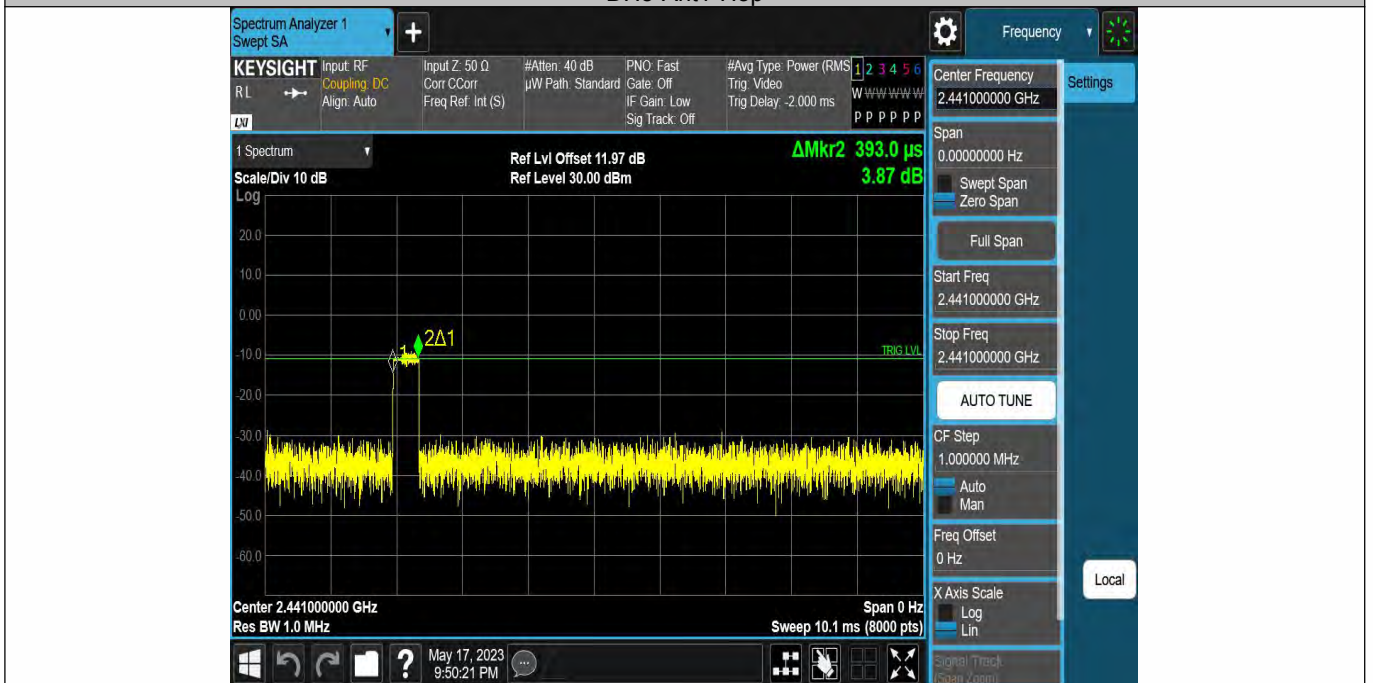 Spectrum Analyzer 1
Swept SA
+
Frequency
KEYSIGHT
RL
LXI
Input: RF
Coupling: DC
Align: Auto
Input Z: 50 Ω
Corr CCorr
Freq Ref: Int (S)
#Atten: 40 dB
µW Path: Standard
PNO: Fast
Gate: Off
IF Gain: Low
Sig Track: Off
#Avg Type: Power (RMS
Trig: Video
Trig Delay: -2.000 ms
1 2 3 4 5 6
W W W W W W
P P P P P P
1 Spectrum
Scale/Div 10 dB
Log
Ref Lvl Offset 11.97 dB
Ref Level 30.00 dBm
ΔMkr2 393.0 µs
3.87 dB
20.0
10.0
0.00
-10.0
-20.0
-30.0
-40.0
-50.0
-60.0
1
2Δ1
TRIG LVL
Center 2.441000000 GHz
Res BW 1.0 MHz
Span 0 Hz
Sweep 10.1 ms (8000 pts)
Center Frequency
2.441000000 GHz
Settings
Span
0.00000000 Hz
Swept Span
Zero Span
Full Span
Start Freq
2.441000000 GHz
Stop Freq
2.441000000 GHz
AUTO TUNE
CF Step
1.000000 MHz
Auto
Man
Freq Offset
0 Hz
X Axis Scale
Log
Lin
Signal Track
(Span Zoom)
Local
?
May 17, 2023
9:50:21 PM